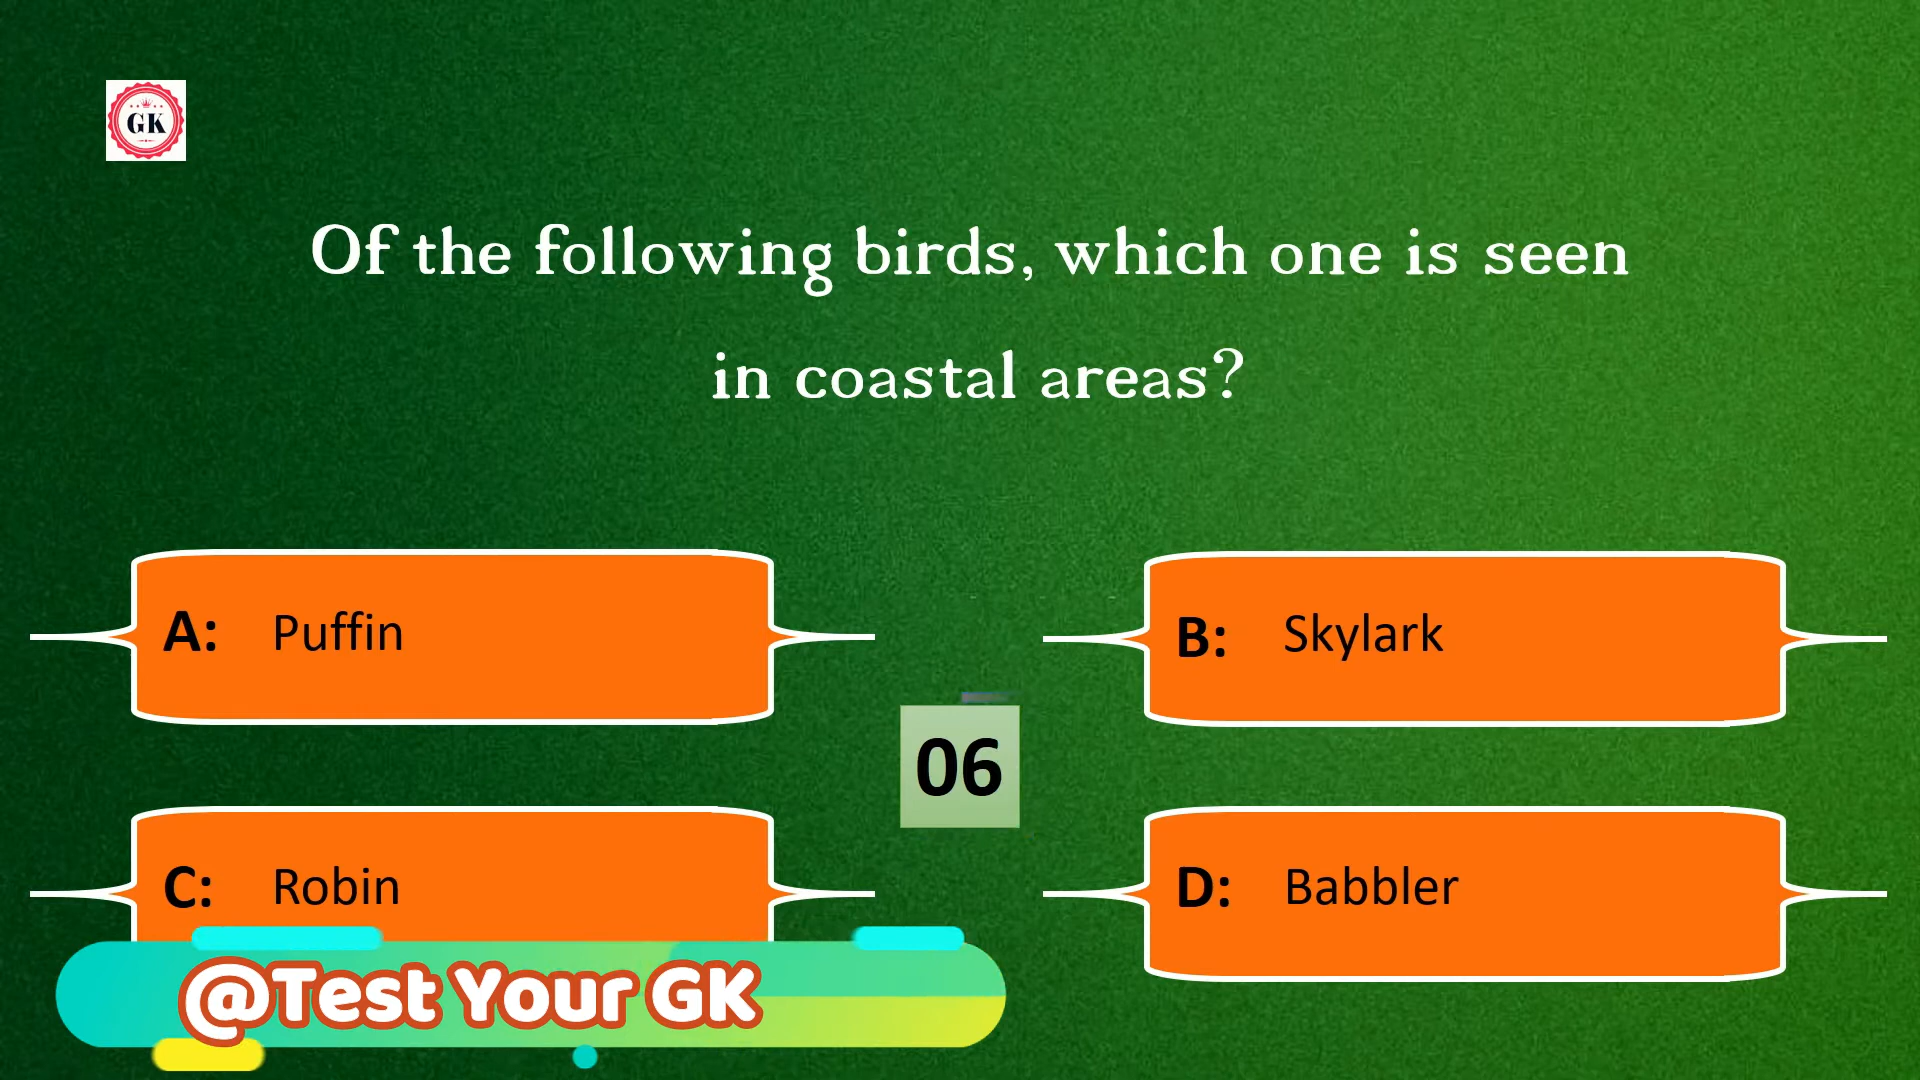 GK
Of the following birds, which one is seen
in coastal areas?
A: Puffin
B: Skylark
06
C: Robin
D: Babbler
@Test Your GK